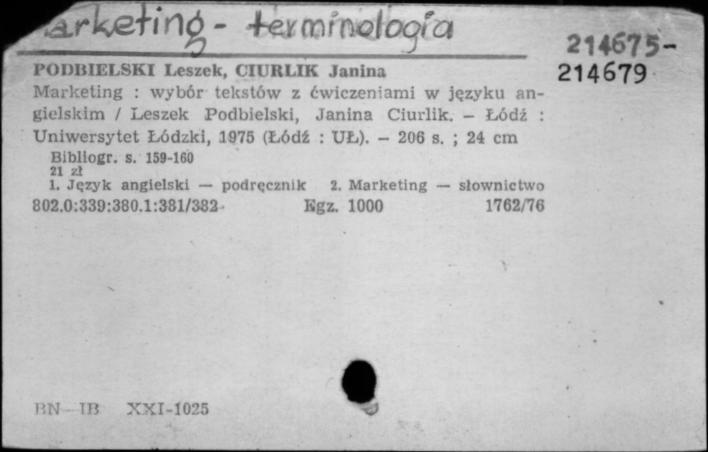 arketing - terminologia
214675-
214679
PODBIELSKI Leszek, CIURLIK Janina
Marketing : wybór tekstów z ćwiczeniami w języku an-
gielskim / Leszek Podbielski, Janina Ciurlik. — Łódź :
Uniwersytet Łódzki, 1975 (Łódź : UŁ). — 206 s. ; 24 cm
Bibliogr. s. 159-160
21 zł
1. Język angielski — podręcznik 2. Marketing — słownictwo
802.0:339:380.1:381/382 Egz. 1000 1762/76
BN—IB XXI-1025